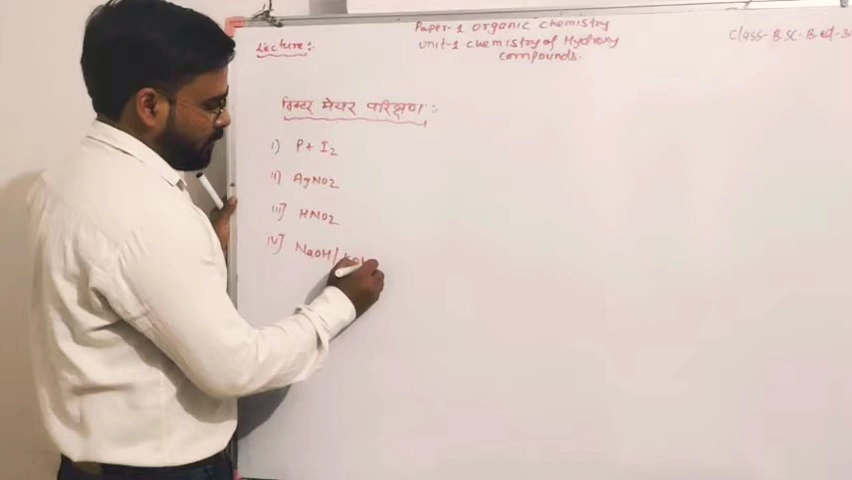 Paper-1 Organic Chemistry
Lecture:-
Unit-1 Chemistry of Hydroxy
Compounds-
Class- B.SC- B.ed-
विक्टर मेयर परिक्षण :-
i) P+ I2
ii) AgNO2
iii] HNO2
iv] NaOH/